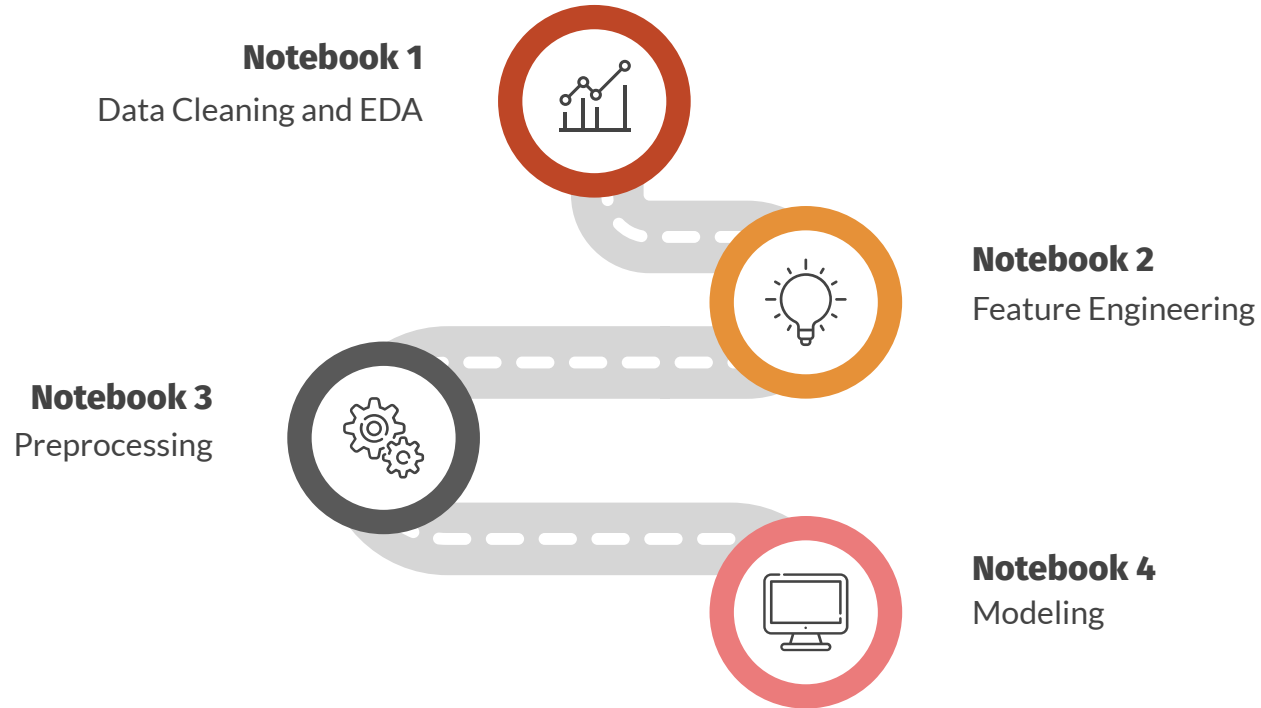 Notebook 1
Data Cleaning and EDA
Notebook 2
Feature Engineering
Notebook 3
Preprocessing
Notebook 4
Modeling